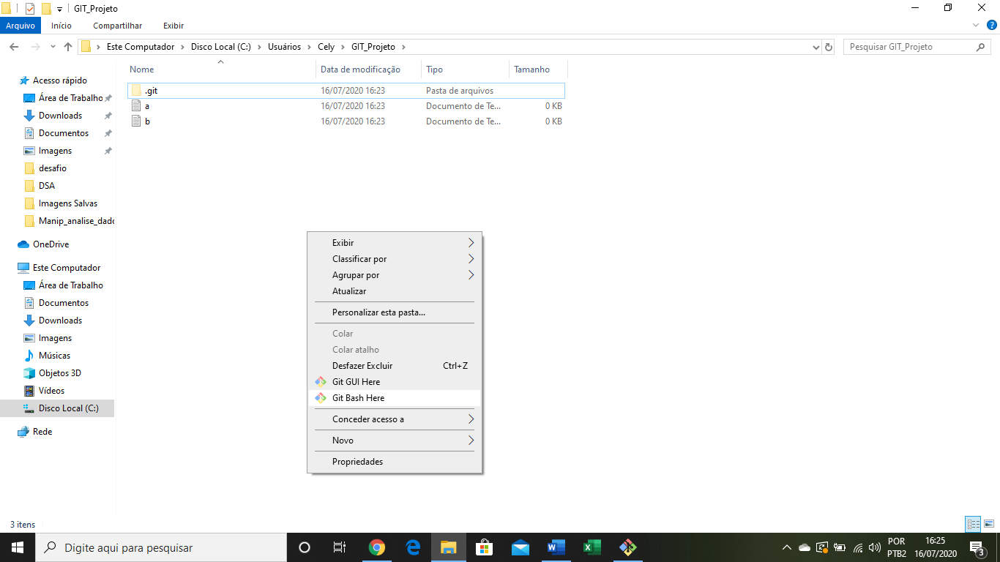 GIT_Projeto
Arquivo Início Compartilhar Exibir
Este Computador Disco Local (C:) Usuários Cely GIT_Projeto Pesquisar GIT_Projeto
Nome Data de modificação Tipo Tamanho
.git 16/07/2020 16:23 Pasta de arquivos
a 16/07/2020 16:23 Documento de Te... 0 KB
b 16/07/2020 16:23 Documento de Te... 0 KB
Acesso rápido
Área de Trabalho
Downloads
Documentos
Imagens
desafio
DSA
Imagens Salvas
Manip_analise_dado
OneDrive
Este Computador
Área de Trabalho
Documentos
Downloads
Imagens
Músicas
Objetos 3D
Vídeos
Disco Local (C:)
Rede
Exibir
Classificar por
Agrupar por
Atualizar
Personalizar esta pasta...
Colar
Colar atalho
Desfazer Excluir Ctrl+Z
Git GUI Here
Git Bash Here
Conceder acesso a
Novo
Propriedades
3 itens
Digite aqui para pesquisar
POR 16:25
PTB2 16/07/2020 3